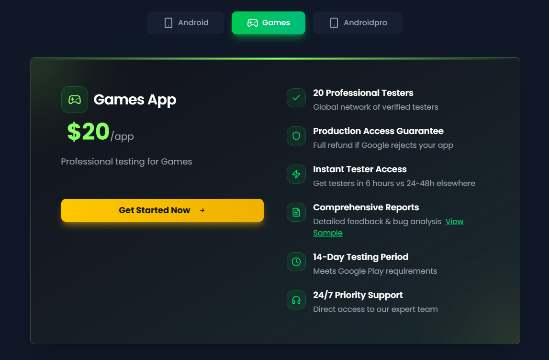 Android
Games
Androidpro
Games App
$20/app
Professional testing for Games
Get Started Now →
20 Professional Testers
Global network of verified testers
Production Access Guarantee
Full refund if Google rejects your app
Instant Tester Access
Get testers in 6 hours vs 24-48h elsewhere
Comprehensive Reports
Detailed feedback & bug analysis View
Sample
14-Day Testing Period
Meets Google Play requirements
24/7 Priority Support
Direct access to our expert team